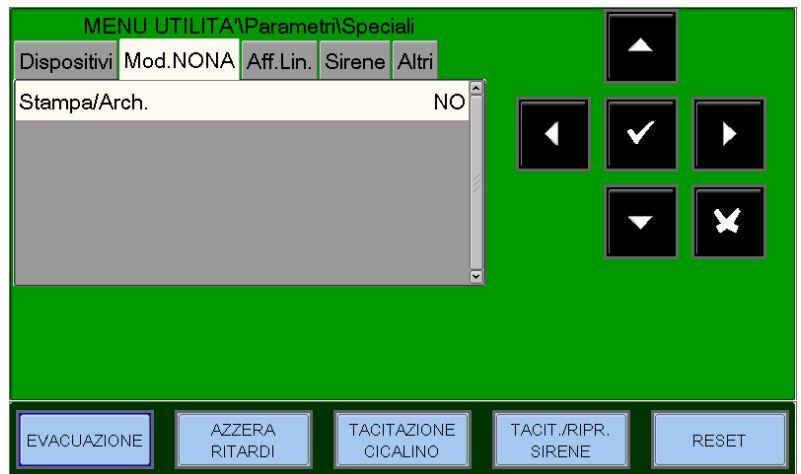 MENU UTILITA'\Parametri\Speciali
Dispositivi Mod.NONA Aff.Lin. Sirene Altri
Stampa/Arch. NO
EVACUAZIONE
AZZERA
RITARDI
TACITAZIONE
CICALINO
TACIT./RIPR.
SIRENE
RESET